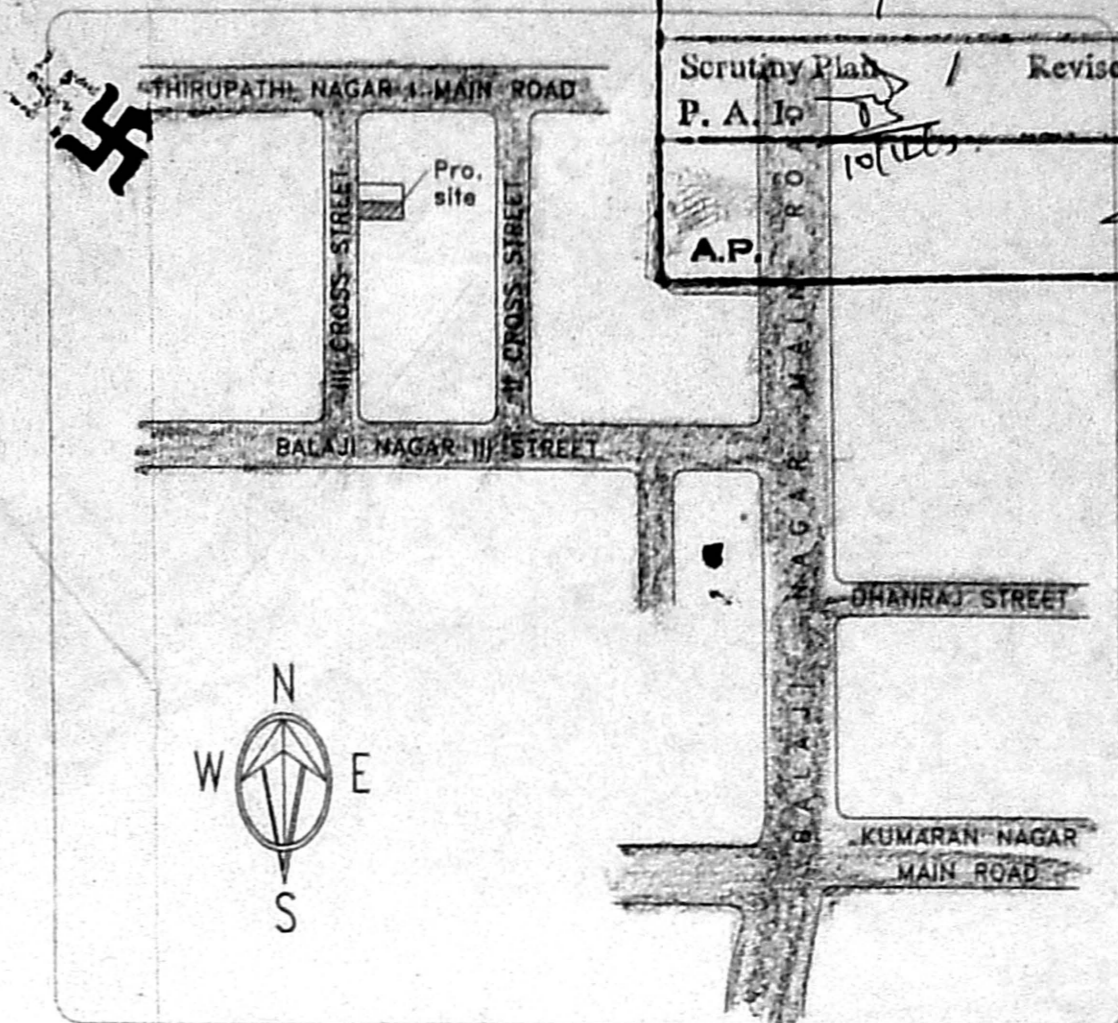 Scrutiny Plan / Revise
P. A. I.
A.P.
THIRUPATHI NAGAR I MAIN ROAD
Pro.
site
III CROSS STREET
II CROSS STREET
BALAJI NAGAR III STREET
BALAJI NAGAR MAIN ROAD
DHANRAJ STREET
N
W E
S
KUMARAN NAGAR
MAIN ROAD